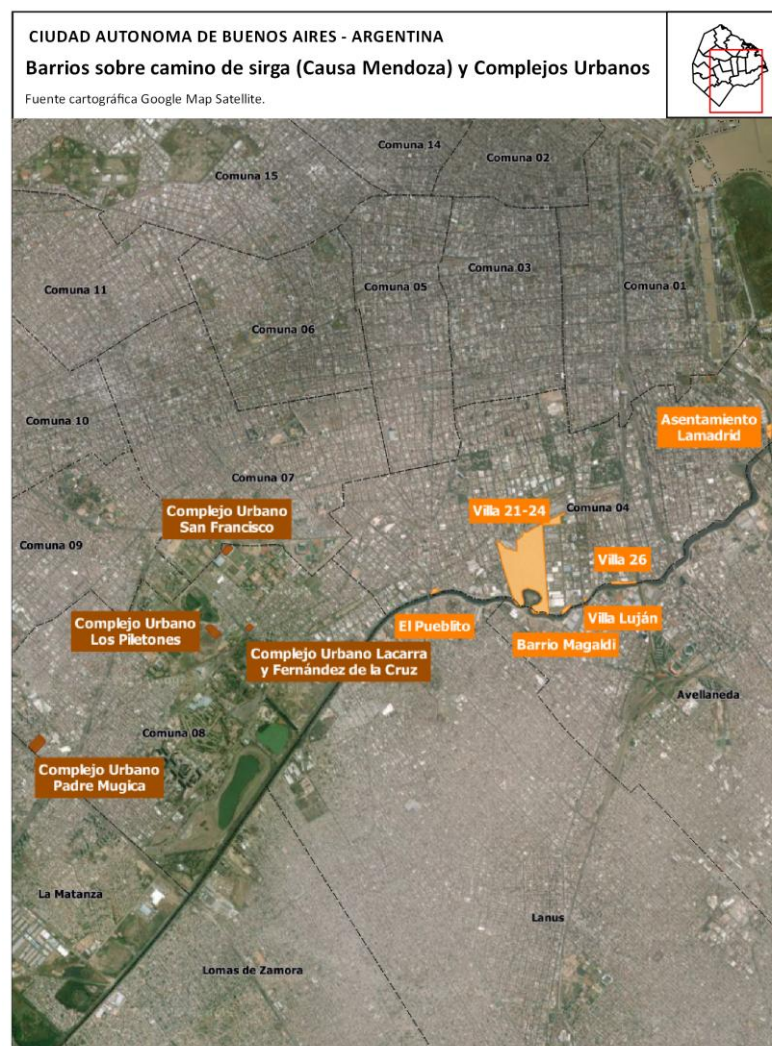 CIUDAD AUTONOMA DE BUENOS AIRES - ARGENTINA
Barrios sobre camino de sirga (Causa Mendoza) y Complejos Urbanos
Fuente cartográfica Google Map Satellite.
Comuna 14
Comuna 02
Comuna 15
Comuna 03
Comuna 05
Comuna 01
Comuna 11
Comuna 06
Comuna 10
Asentamiento
Lamadrid
Comuna 07
Complejo Urbano
San Francisco
Villa 21-24
Comuna 04
Comuna 09
Villa 26
Villa Luján
El Pueblito
Complejo Urbano
Los Piletones
Barrio Magaldi
Complejo Urbano Lacarra
y Fernández de la Cruz
Avellaneda
Comuna 08
Complejo Urbano
Padre Mugica
La Matanza
Lanus
Lomas de Zamora